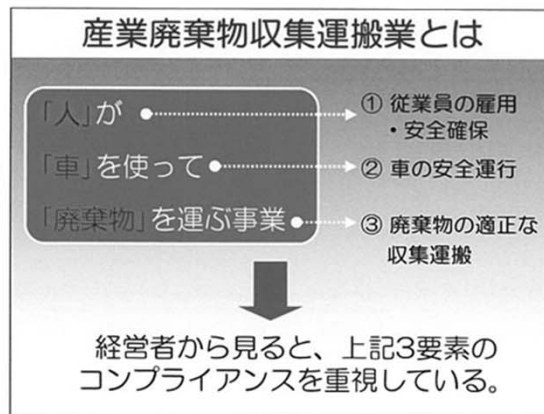 産業廃棄物収集運搬業とは
「人」が
① 従業員の雇用
・安全確保
「車」を使って
② 車の安全運行
「廃棄物」を運ぶ事業
③ 廃棄物の適正な
収集運搬
経営者から見ると、上記3要素の
コンプライアンスを重視している。